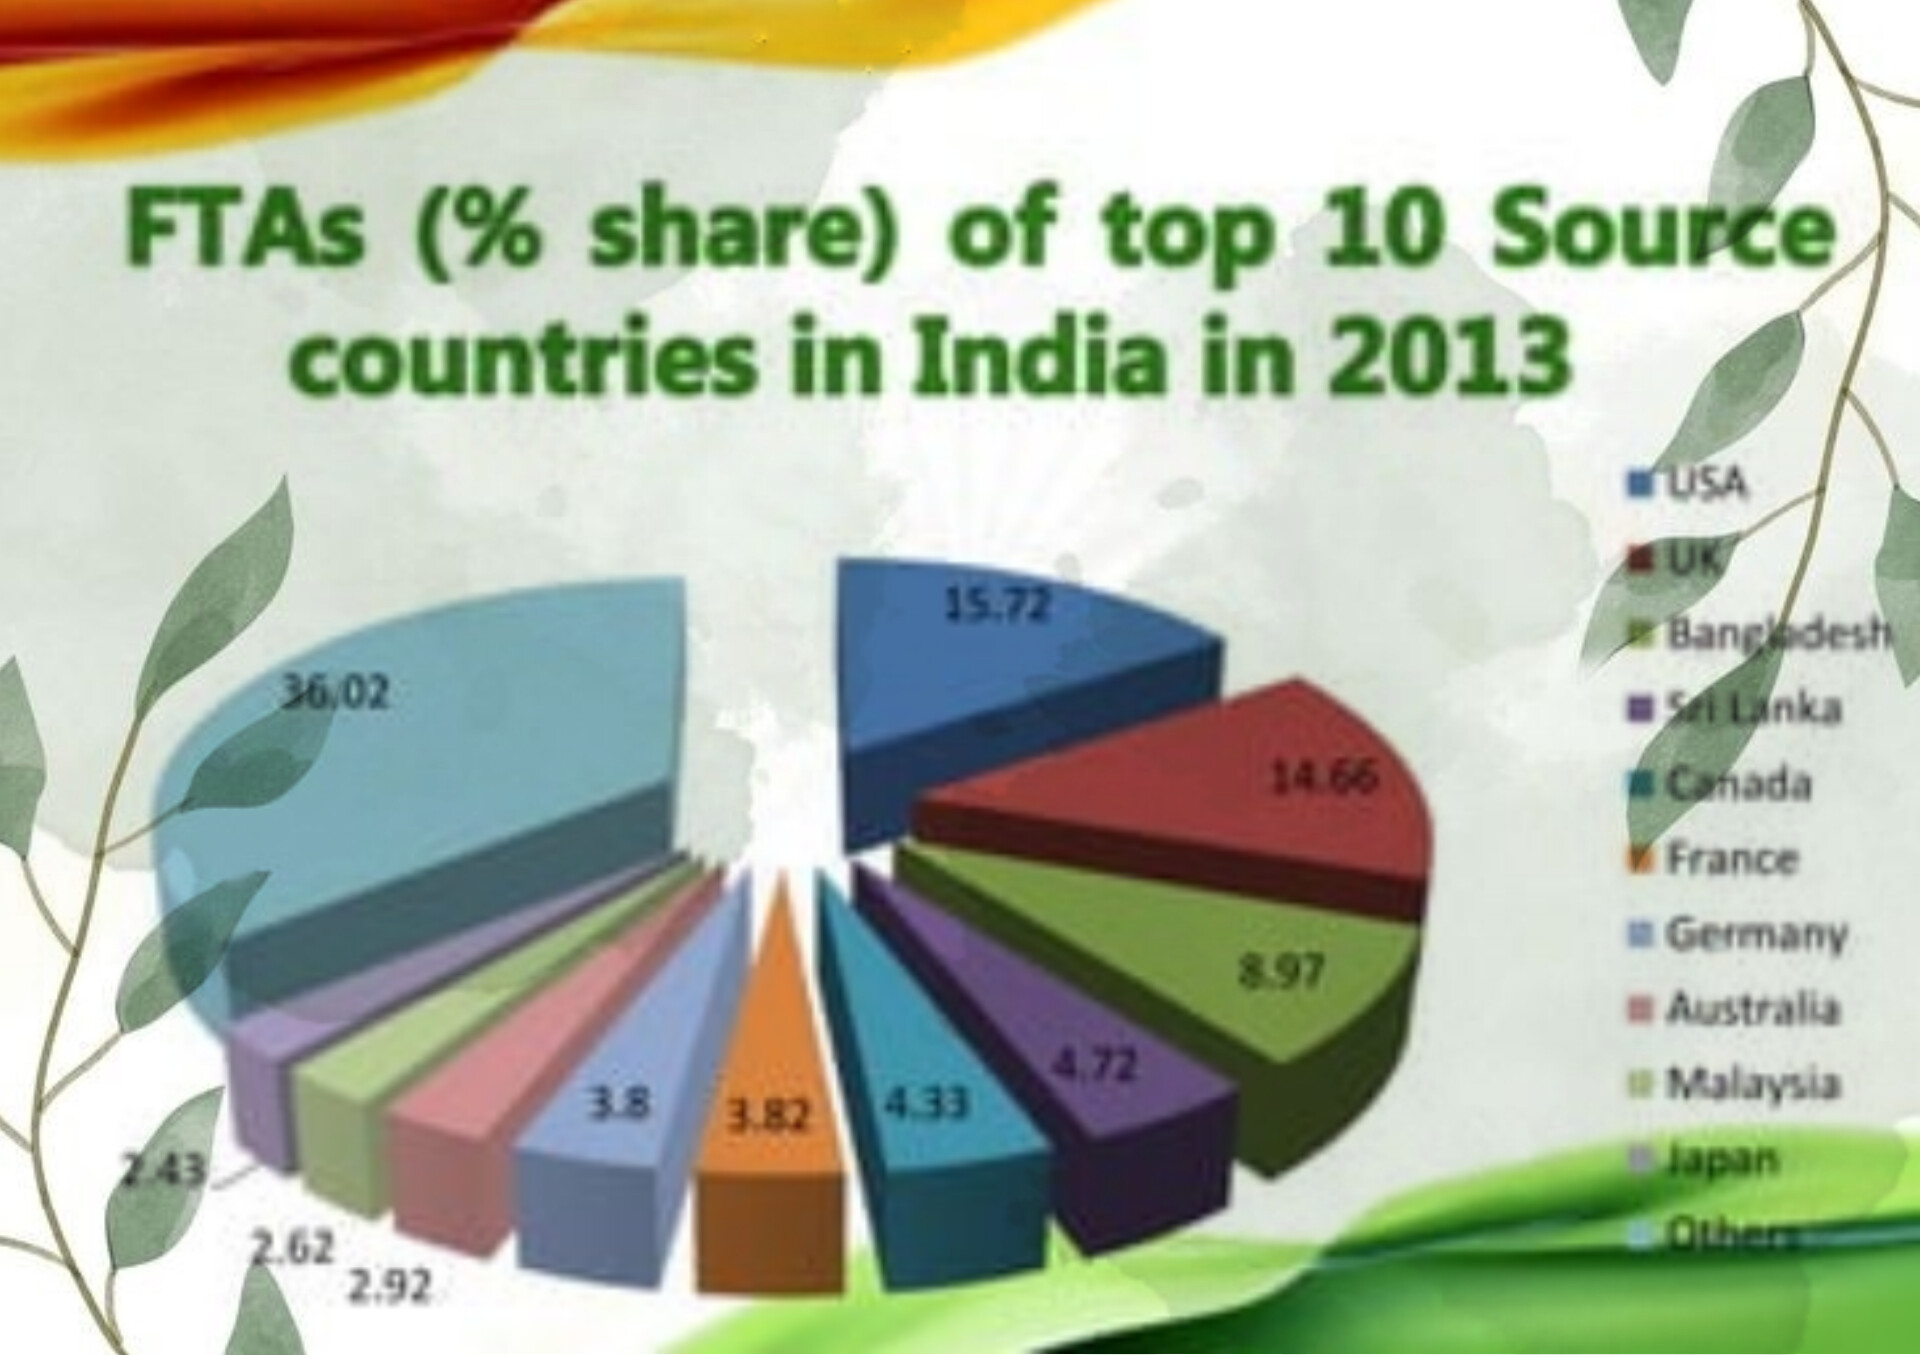 FTAs (% share) of top 10 Source
countries in India in 2013
USA
UK
Bangladesh
Sri Lanka
Canada
France
Germany
Australia
Malaysia
Japan
Others
15.72
14.66
8.97
4.72
4.33
3.82
3.8
2.92
2.62
2.43
36.02